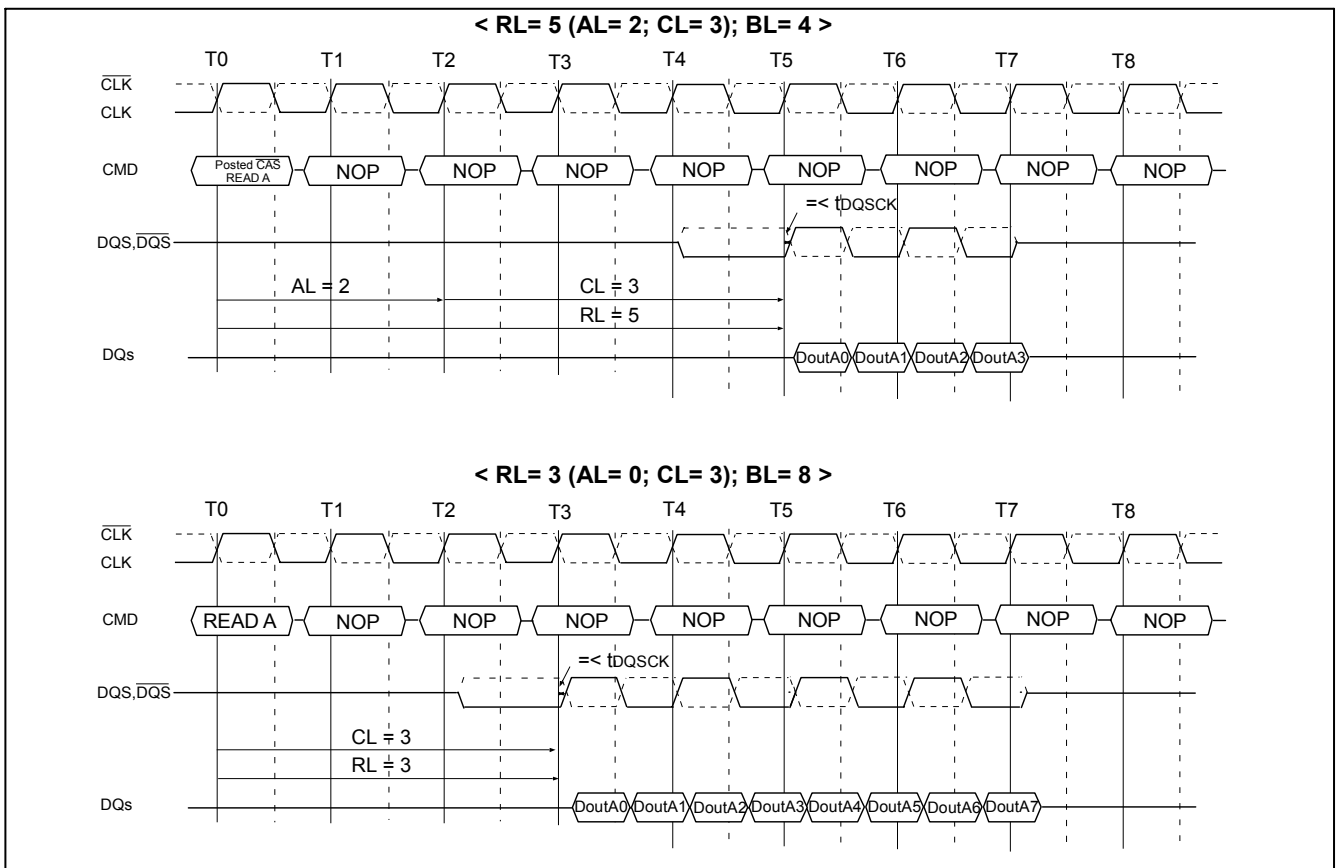 < RL= 5 (AL= 2; CL= 3); BL= 4 >
T0 T1 T2 T3 T4 T5 T6 T7 T8
CLK
CLK
CMD Posted CAS READ A NOP NOP NOP NOP NOP NOP NOP NOP
=< tDQSCK
DQS,DQS
AL = 2 CL = 3
RL = 5
DQs DoutA0 DoutA1 DoutA2 DoutA3
< RL= 3 (AL= 0; CL= 3); BL= 8 >
T0 T1 T2 T3 T4 T5 T6 T7 T8
CLK
CLK
CMD READ A NOP NOP NOP NOP NOP NOP NOP NOP
=< tDQSCK
DQS,DQS
CL = 3
RL = 3
DQs DoutA0 DoutA1 DoutA2 DoutA3 DoutA4 DoutA5 DoutA6 DoutA7